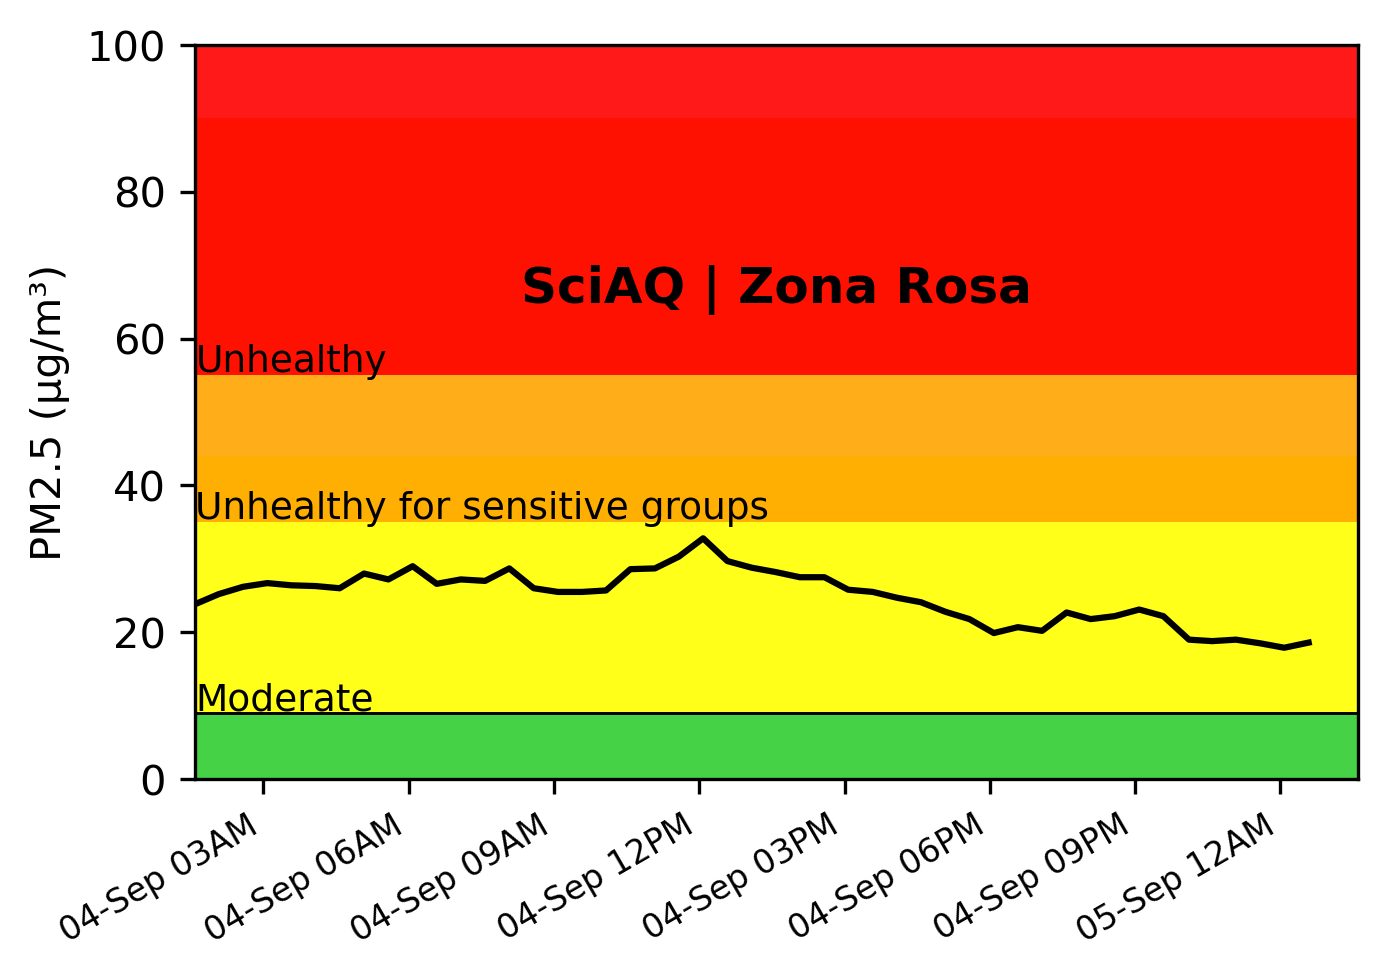 100
80
60
40
20
0
PM2.5 (µg/m³)
SciAQ | Zona Rosa
Unhealthy
Unhealthy for sensitive groups
Moderate
04-Sep 03AM
04-Sep 06AM
04-Sep 09AM
04-Sep 12PM
04-Sep 03PM
04-Sep 06PM
04-Sep 09PM
05-Sep 12AM